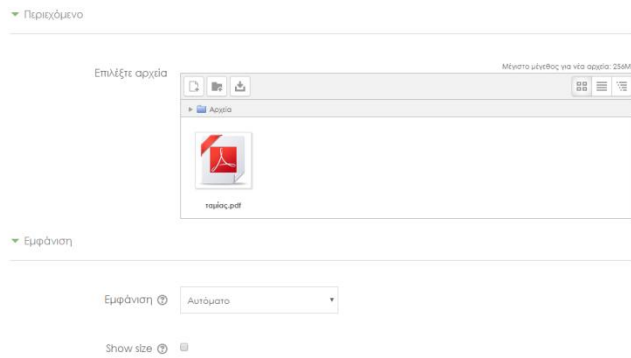 Περιεχόμενο
Μέγιστο μέγεθος για νέα αρχεία: 256M
Επιλέξτε αρχεία
Αρχεία
ταμίας.pdf
Εμφάνιση
Εμφάνιση
Αυτόματο
Show size